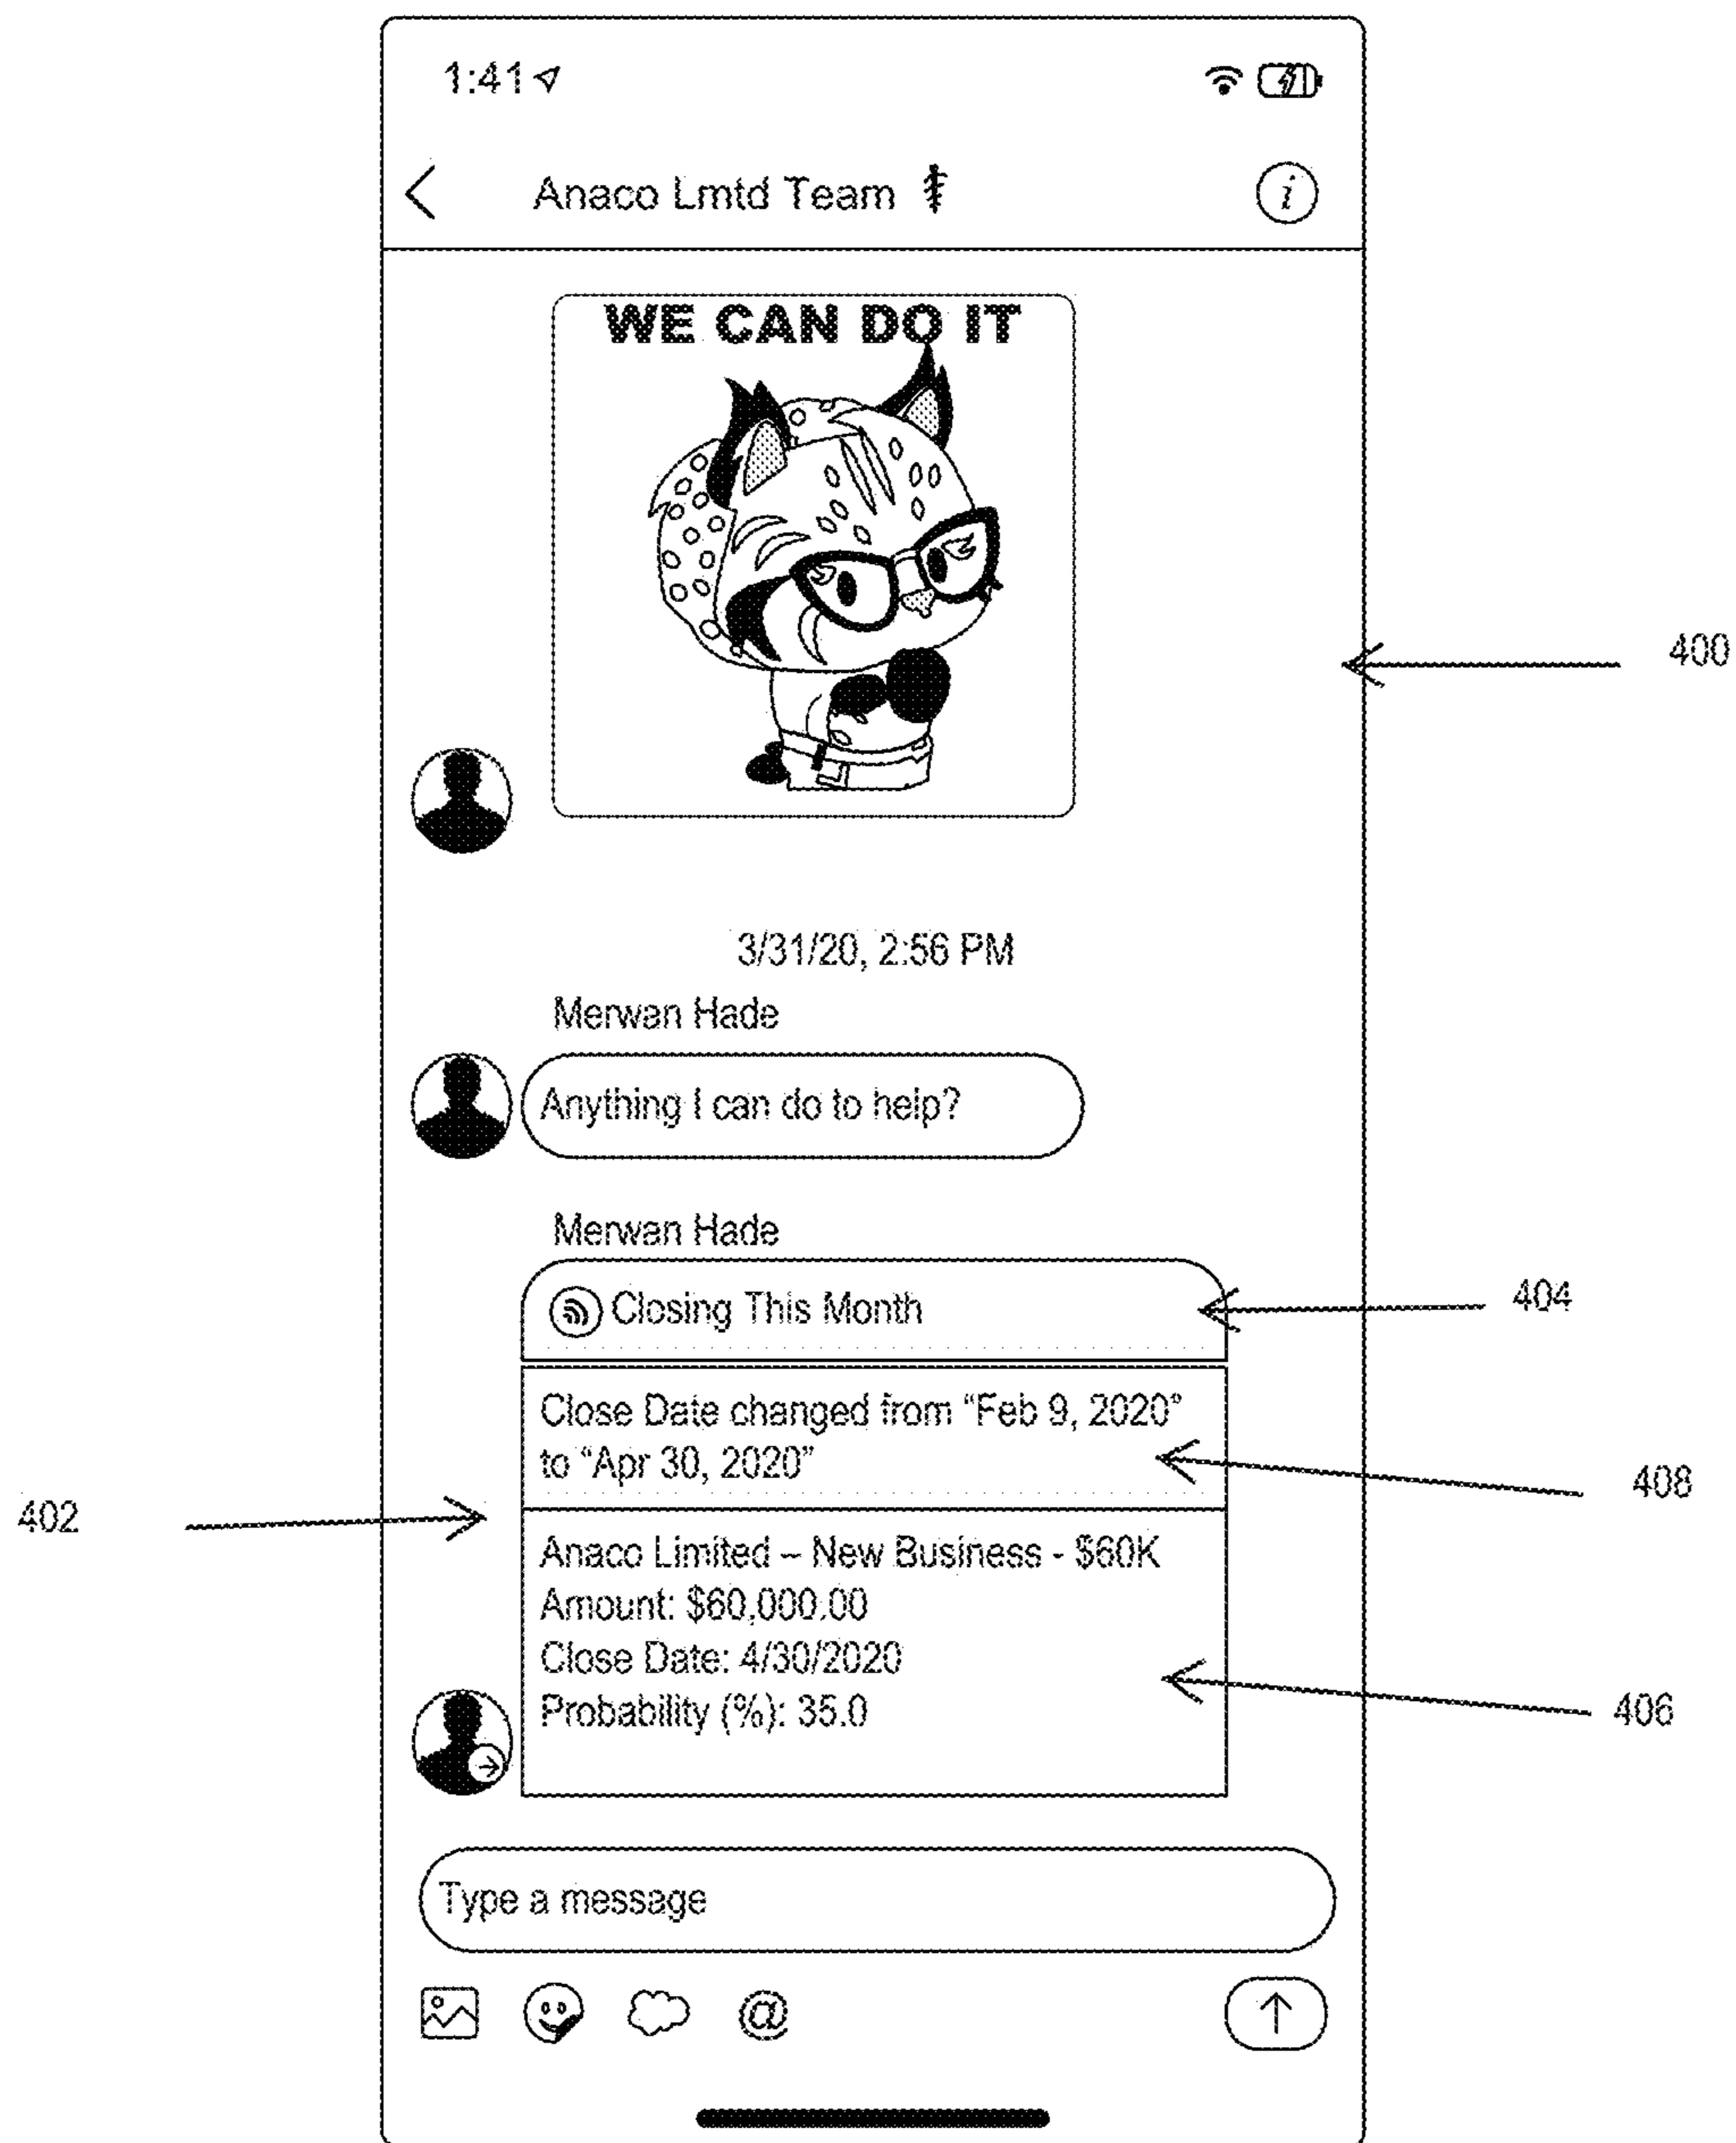 1:41
Anaco Lmtd Team
i
WE CAN DO IT
400
3/31/20, 2:56 PM
Merwan Hade
Anything I can do to help?
Merwan Hade
Closing This Month
404
Close Date changed from “Feb 9, 2020”
to “Apr 30, 2020”
408
402
Anaco Limited – New Business - $60K
Amount: $60,000.00
Close Date: 4/30/2020
Probability (%): 35.0
406
Type a message
@